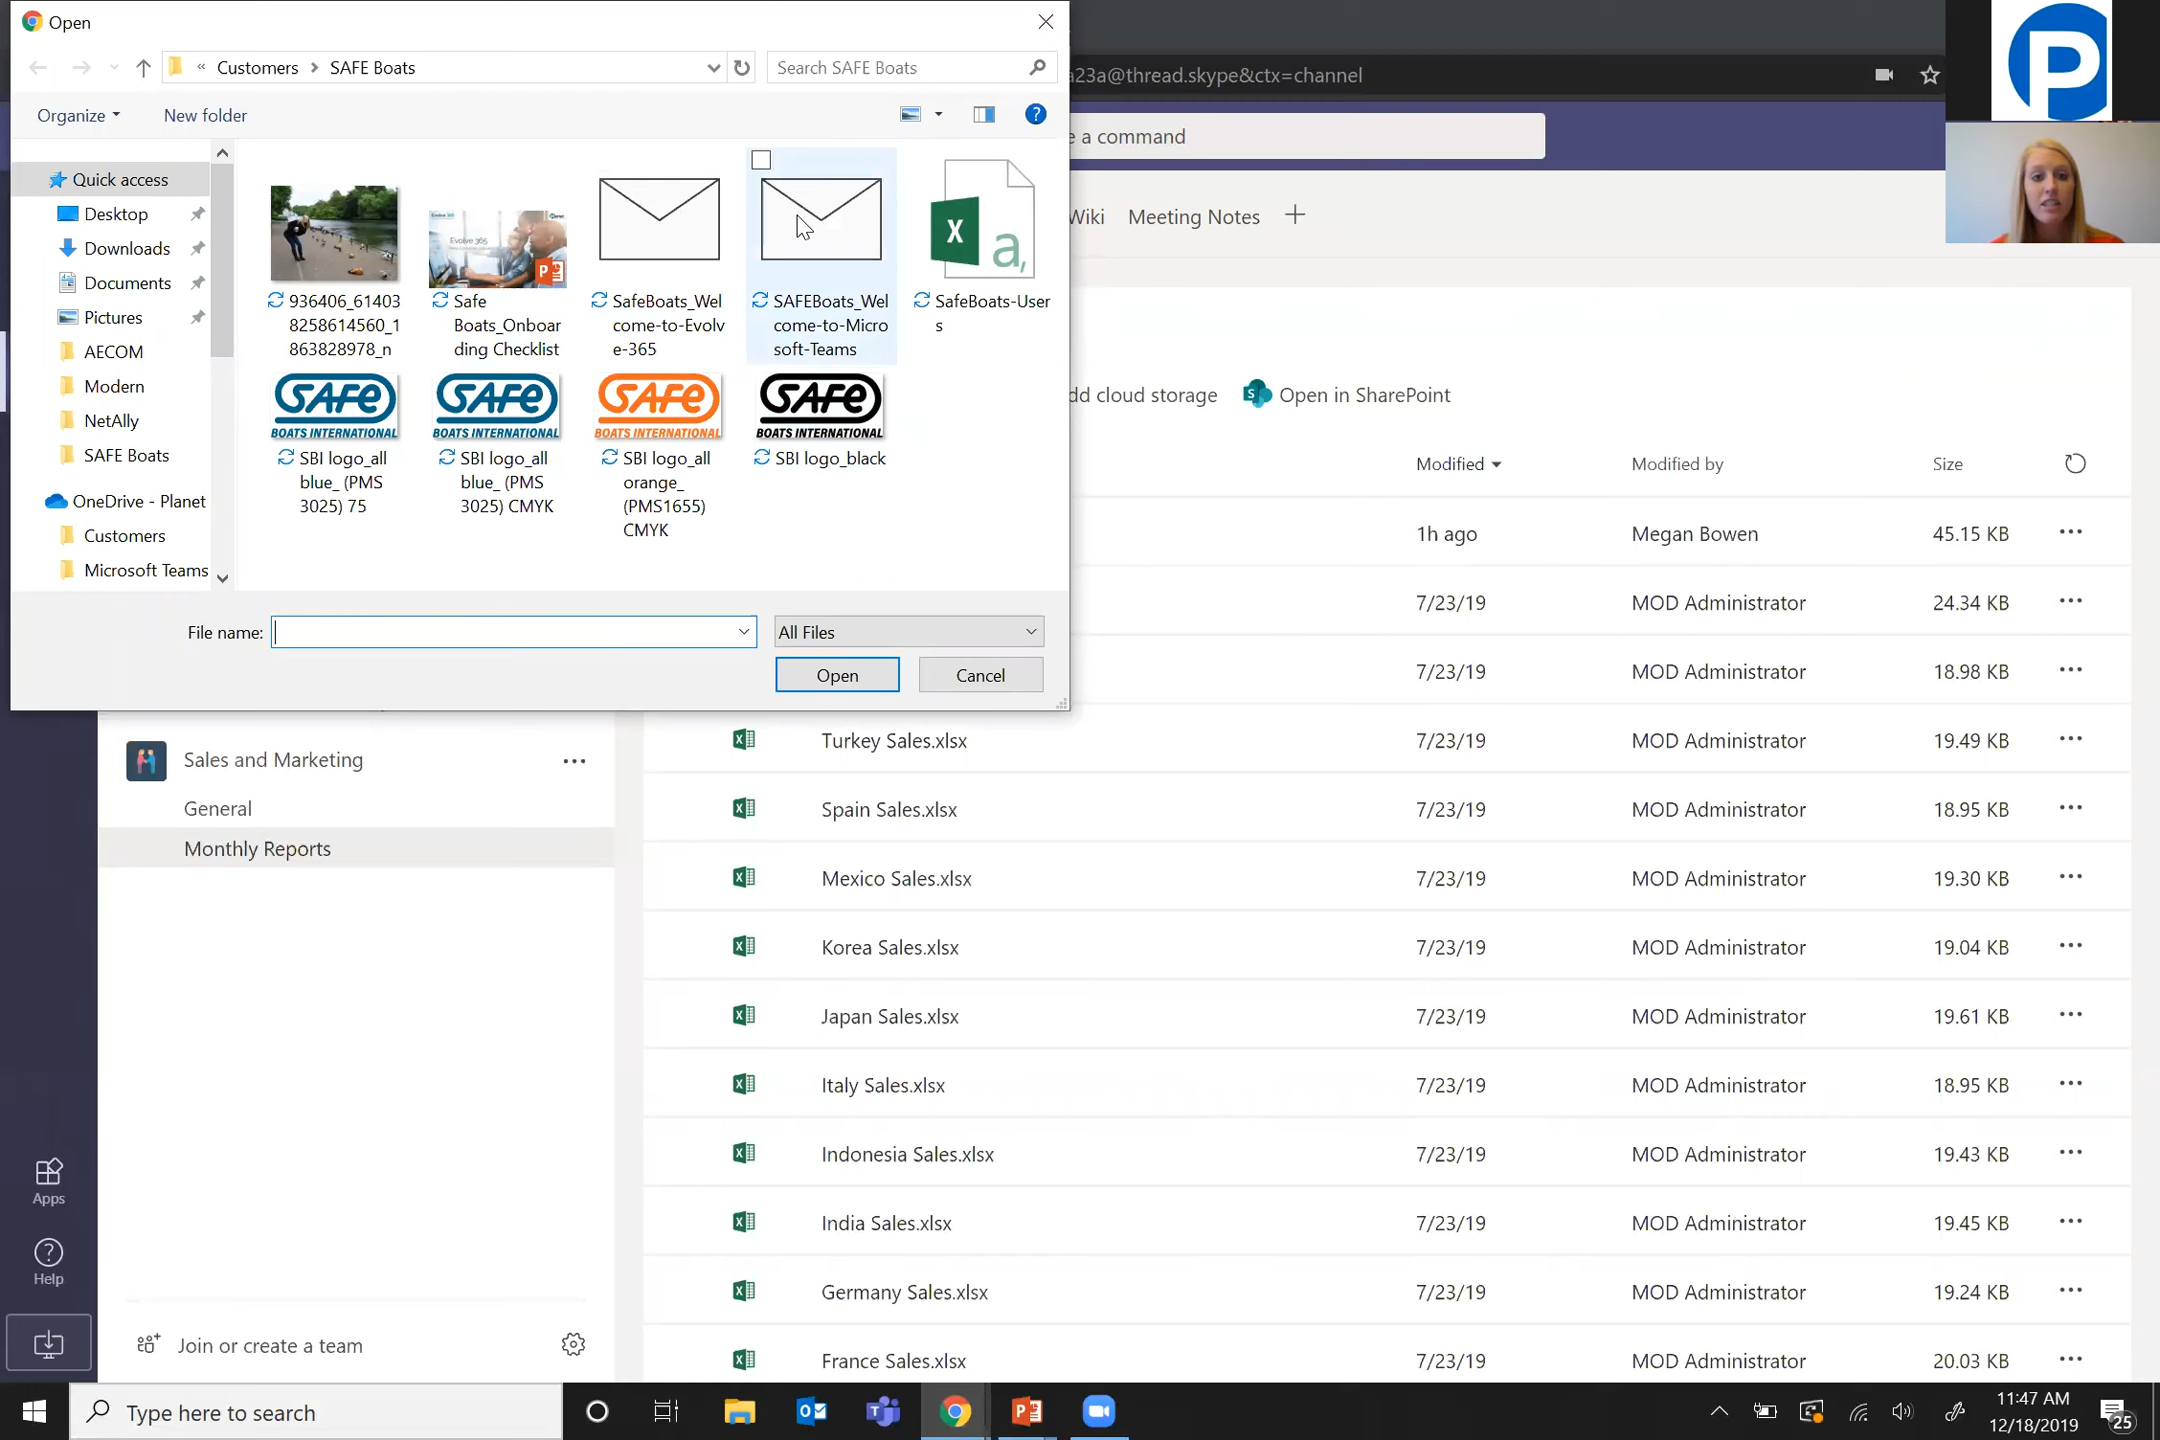 Open
« Customers > SAFE Boats
Search SAFE Boats
Organize
New folder
Quick access
Desktop
Downloads
Documents
Pictures
AECOM
Modern
NetAlly
SAFE Boats
OneDrive - Planet
Customers
Microsoft Teams
936406_61403
8258614560_1
863828978_n
Evolve 365
Safe
Boats_Onboar
ding Checklist
SafeBoats_Wel
come-to-Evolv
e-365
SAFEBoats_Wel
come-to-Micro
soft-Teams
SafeBoats-User
s
SAFE
BOATS INTERNATIONAL
SBI logo_all
blue_ (PMS
3025) 75
SAFE
BOATS INTERNATIONAL
SBI logo_all
blue_ (PMS
3025) CMYK
SAFE
BOATS INTERNATIONAL
SBI logo_all
orange_
(PMS1655)
CMYK
SAFE
BOATS INTERNATIONAL
SBI logo_black
File name:
All Files
Open
Cancel
a23a@thread.skype&ctx=channel
e a command
P
Wiki
Meeting Notes
dd cloud storage
Open in SharePoint
Modified
Modified by
Size
1h ago Megan Bowen 45.15 KB
7/23/19 MOD Administrator 24.34 KB
7/23/19 MOD Administrator 18.98 KB
Turkey Sales.xlsx 7/23/19 MOD Administrator 19.49 KB
Spain Sales.xlsx 7/23/19 MOD Administrator 18.95 KB
Mexico Sales.xlsx 7/23/19 MOD Administrator 19.30 KB
Korea Sales.xlsx 7/23/19 MOD Administrator 19.04 KB
Japan Sales.xlsx 7/23/19 MOD Administrator 19.61 KB
Italy Sales.xlsx 7/23/19 MOD Administrator 18.95 KB
Indonesia Sales.xlsx 7/23/19 MOD Administrator 19.43 KB
India Sales.xlsx 7/23/19 MOD Administrator 19.45 KB
Germany Sales.xlsx 7/23/19 MOD Administrator 19.24 KB
France Sales.xlsx 7/23/19 MOD Administrator 20.03 KB
Sales and Marketing
General
Monthly Reports
Apps
Help
Join or create a team
Type here to search
11:47 AM
12/18/2019
25